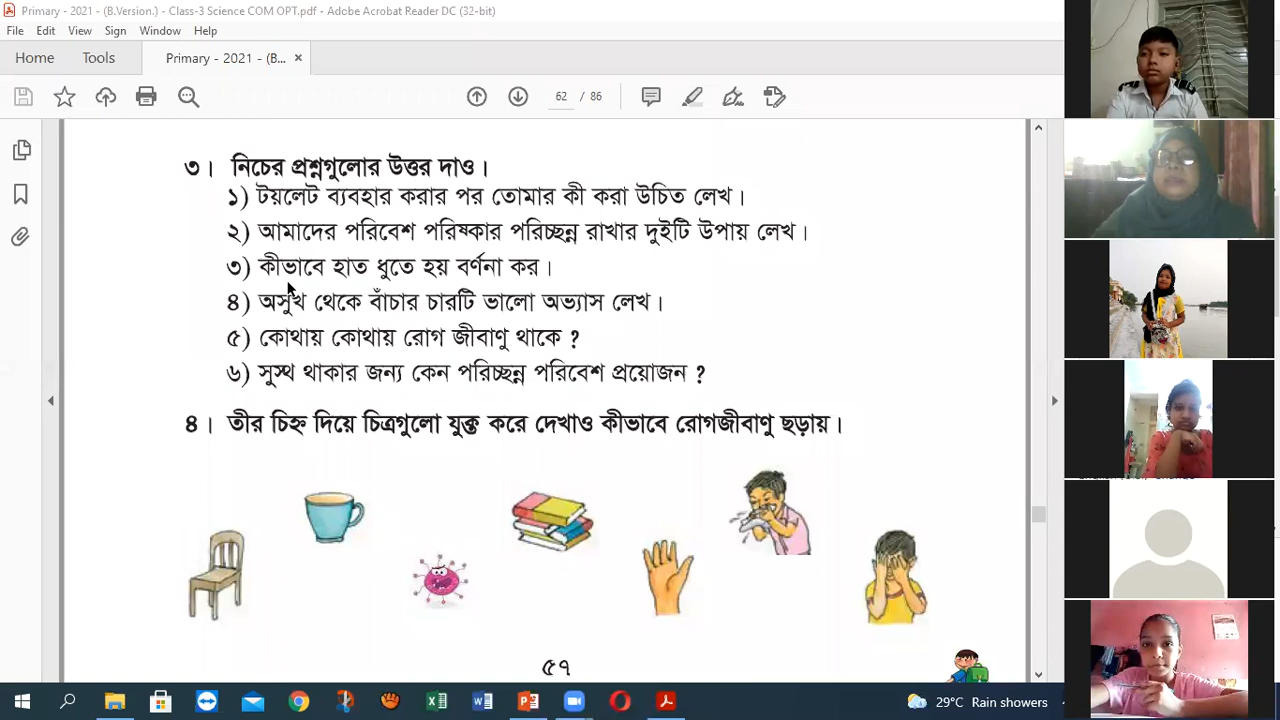 Primary - 2021 - (B.Version.) - Class-3 Science COM OPT.pdf - Adobe Acrobat Reader DC (32-bit)
File Edit View Sign Window Help
Home Tools Primary - 2021 - (B... ×
62 / 86
৩। নিচের প্রশ্নগুলোর উত্তর দাও।
১) টয়লেট ব্যবহার করার পর তোমার কী করা উচিত লেখ।
২) আমাদের পরিবেশ পরিষ্কার পরিচ্ছন্ন রাখার দুইটি উপায় লেখ।
৩) কীভাবে হাত ধুতে হয় বর্ণনা কর।
৪) অসুখ থেকে বাঁচার চারটি ভালো অভ্যাস লেখ।
৫) কোথায় কোথায় রোগ জীবাণু থাকে ?
৬) সুস্থ থাকার জন্য কেন পরিচ্ছন্ন পরিবেশ প্রয়োজন ?
৪। তীর চিহ্ন দিয়ে চিত্রগুলো যুক্ত করে দেখাও কীভাবে রোগজীবাণু ছড়ায়।
৫৭
29°C Rain showers